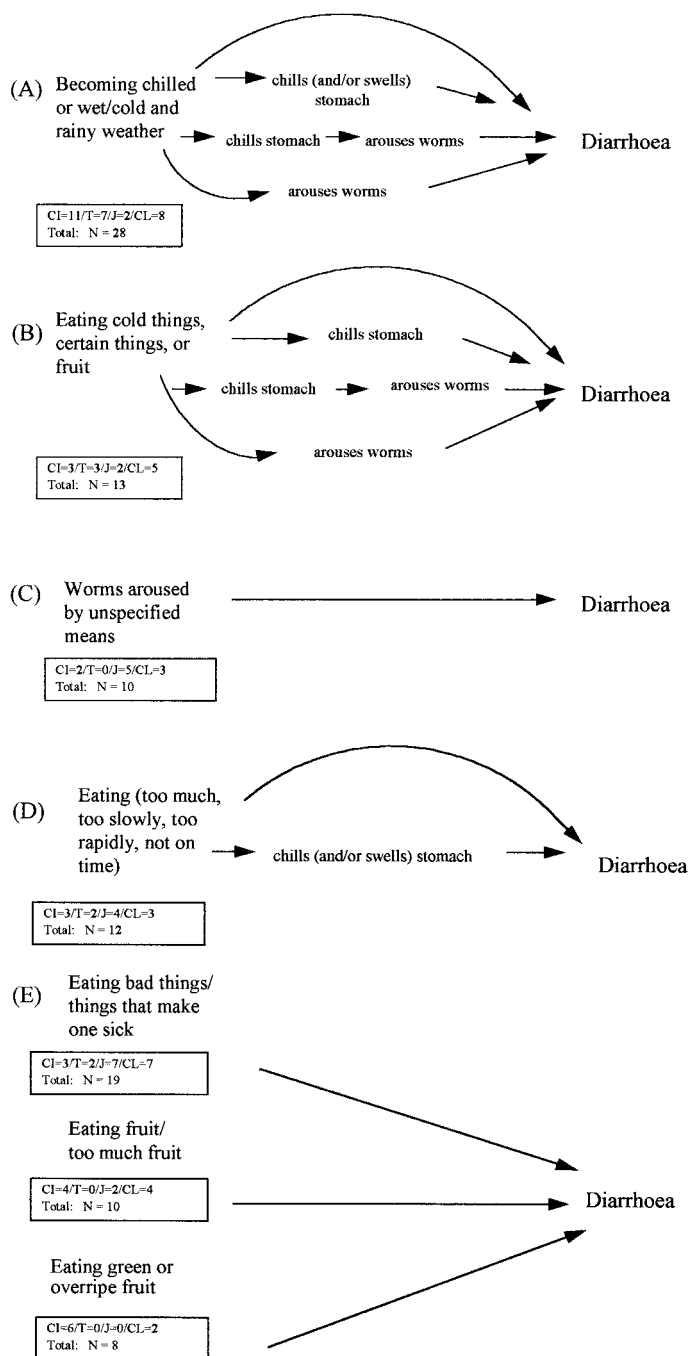 (A) Becoming chilled
or wet/cold and
rainy weather
chills (and/or swells)
stomach
chills stomach
arouses worms
arouses worms
Diarrhoea
CI=11/T=7/J=2/CL=8
Total: N = 28
(B) Eating cold things,
certain things, or
fruit
chills stomach
chills stomach
arouses worms
arouses worms
Diarrhoea
CI=3/T=3/J=2/CL=5
Total: N = 13
(C) Worms aroused
by unspecified
means
Diarrhoea
CI=2/T=0/J=5/CL=3
Total: N = 10
(D) Eating (too much,
too slowly, too
rapidly, not on
time)
chills (and/or swells) stomach
Diarrhoea
CI=3/T=2/J=4/CL=3
Total: N = 12
(E) Eating bad things/
things that make
one sick
CI=3/T=2/J=7/CL=7
Total: N = 19
Eating fruit/
too much fruit
CI=4/T=0/J=2/CL=4
Total: N = 10
Diarrhoea
Eating green or
overripe fruit
CI=6/T=0/J=0/CL=2
Total: N = 8